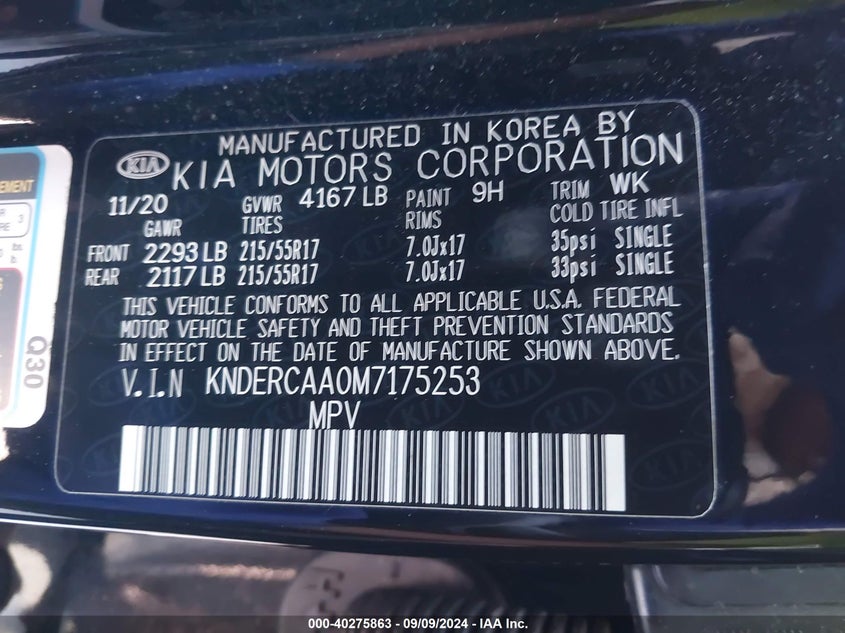 MANUFACTURED IN KOREA BY
KIA KIA MOTORS CORPORATION
11/20 GVWR 4167 LB PAINT 9H TRIM WK
GAWR TIRES RIMS COLD TIRE INFL
FRONT 2293 LB 215/55R17 7.0Jx17 35psi SINGLE
REAR 2117 LB 215/55R17 7.0Jx17 33psi SINGLE
THIS VEHICLE CONFORMS TO ALL APPLICABLE U.S.A. FEDERAL
MOTOR VEHICLE SAFETY AND THEFT PREVENTION STANDARDS
IN EFFECT ON THE DATE OF MANUFACTURE SHOWN ABOVE.
V.I.N KNDERCAA0M7175253
MPV
Q30
000-40275863 - 09/09/2024 - IAA Inc. (or affiliate)